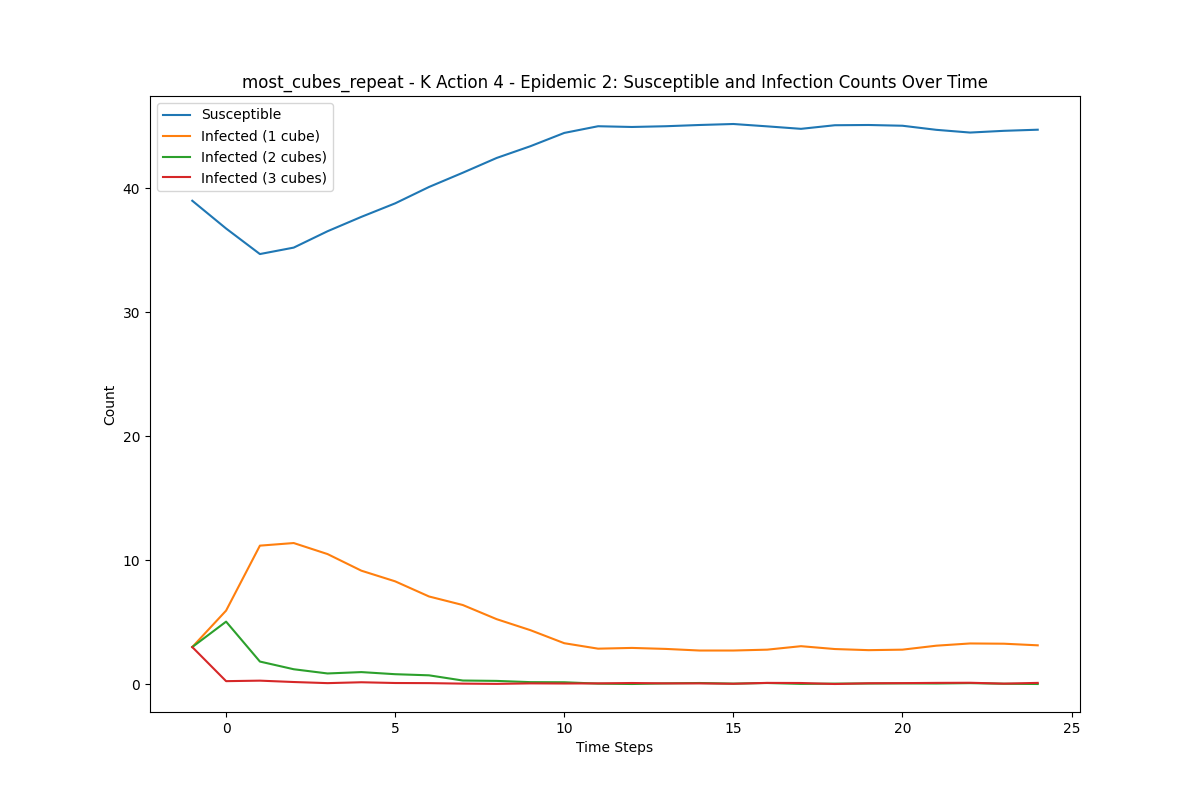 most_cubes_repeat - K Action 4 - Epidemic 2: Susceptible and Infection Counts Over Time
Susceptible
Infected (1 cube)
Infected (2 cubes)
Infected (3 cubes)
Count
40
30
20
10
0
0 5 10 15 20 25
Time Steps